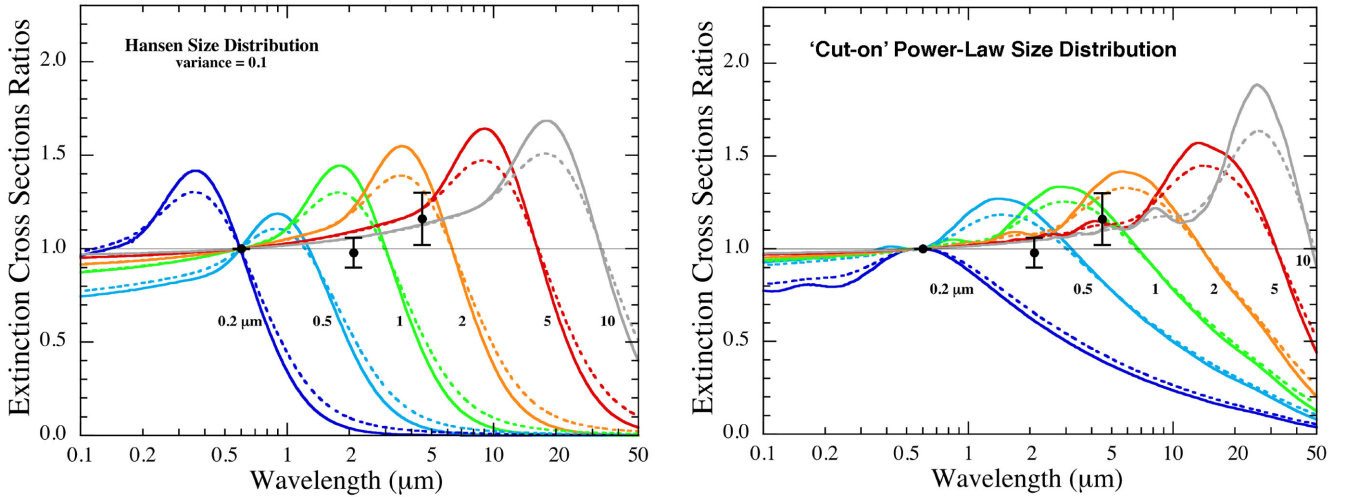 Hansen Size Distribution
variance = 0.1
Extinction Cross Sections Ratios
2.0
1.5
1.0
0.5
0.0
0.2 μm 0.5 1 2 5 10
0.1 0.2 0.5 1 2 5 10 20 50
Wavelength (μm)
'Cut-on' Power-Law Size Distribution
Extinction Cross Sections Ratios
2.0
1.5
1.0
0.5
0.0
0.2 μm 0.5 1 2 5 10
0.1 0.2 0.5 1 2 5 10 20 50
Wavelength (μm)